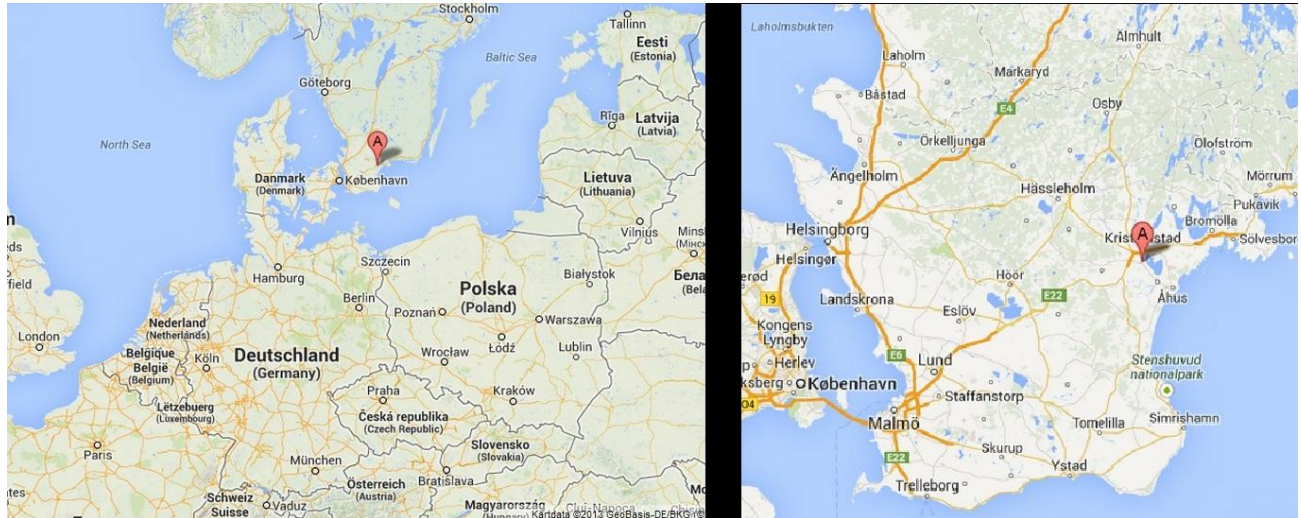 Stockholm
Tallinn
Baltic Sea
Eesti
(Estonia)
Göteborg
Rīga
Latvija
(Latvia)
North Sea
A
Danmark
(Denmark)
København
Lietuva
(Lithuania)
Vilnius
Hamburg
Szczecin
Białystok
Berlin
Polska
(Poland)
Poznań
Warszawa
Nederland
(Netherlands)
London
België
Belgique
(Belgium)
Köln
Deutschland
(Germany)
Wrocław
Łódź
Lublin
Praha
Kraków
Lëtzebuerg
(Luxembourg)
Česká republika
(Czech Republic)
Paris
Slovensko
(Slovakia)
München
Österreich
(Austria)
Bratislava
Schweiz
Suisse
Vaduz
Magyarország
(Hungary)
Cluj-Napoca
Kartdata ©2013 GeoBasis-DE/BKG (©
Laholmsbukten
Laholm
Älmhult
Markaryd
Båstad
E4
Osby
Örkelljunga
Olofström
Ängelholm
Hässleholm
Mörrum
Pukavik
Bromölla
Helsingborg
A
Sölvesborg
Helsingør
Höör
Åhus
19
Landskrona
E22
Eslöv
Kongens
Lyngby
E6
Lund
Herlev
Stenshuvud
nationalpark
København
Staffanstorp
Malmö
Tomelilla
Simrishamn
Skurup
E22
Ystad
Trelleborg